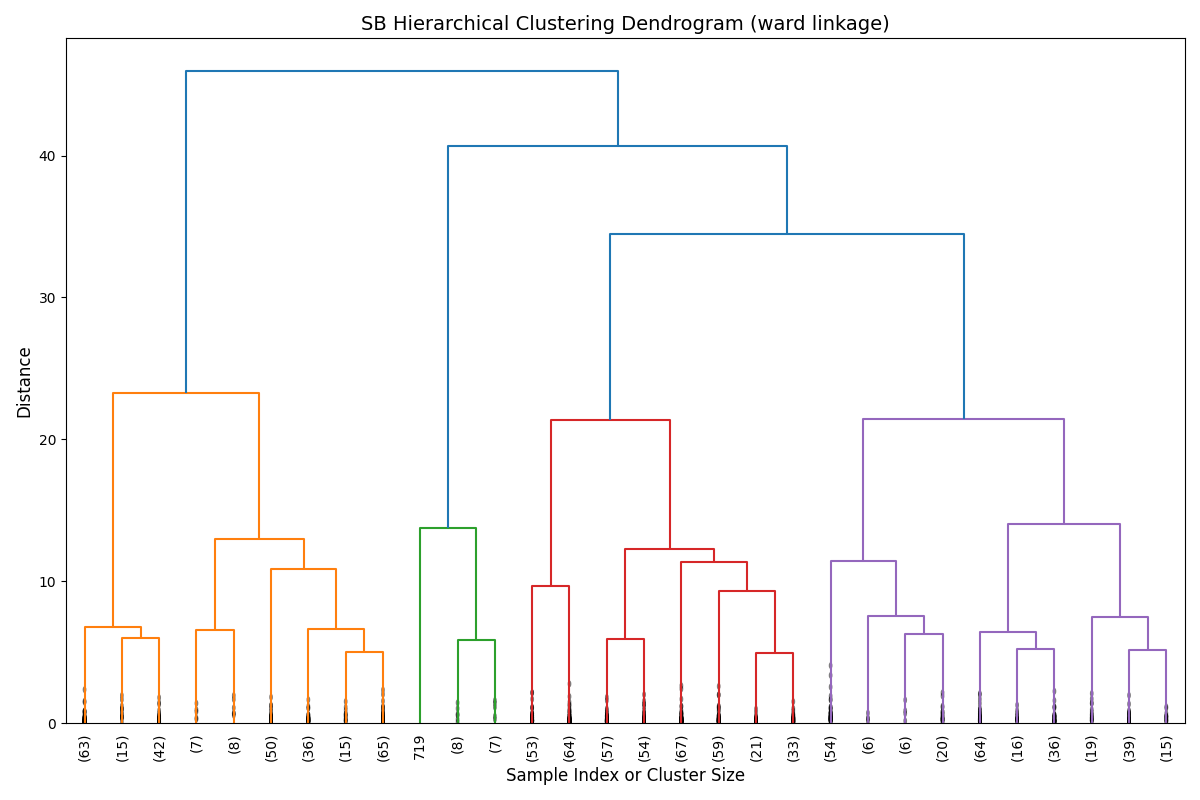 SB Hierarchical Clustering Dendrogram (ward linkage)
Distance
40
30
20
10
0
(63) (15) (42) (7) (8) (50) (36) (15) (65) 719 (8) (7) (53) (64) (57) (54) (67) (59) (21) (33) (54) (6) (6) (20) (64) (16) (36) (19) (39) (15)
Sample Index or Cluster Size